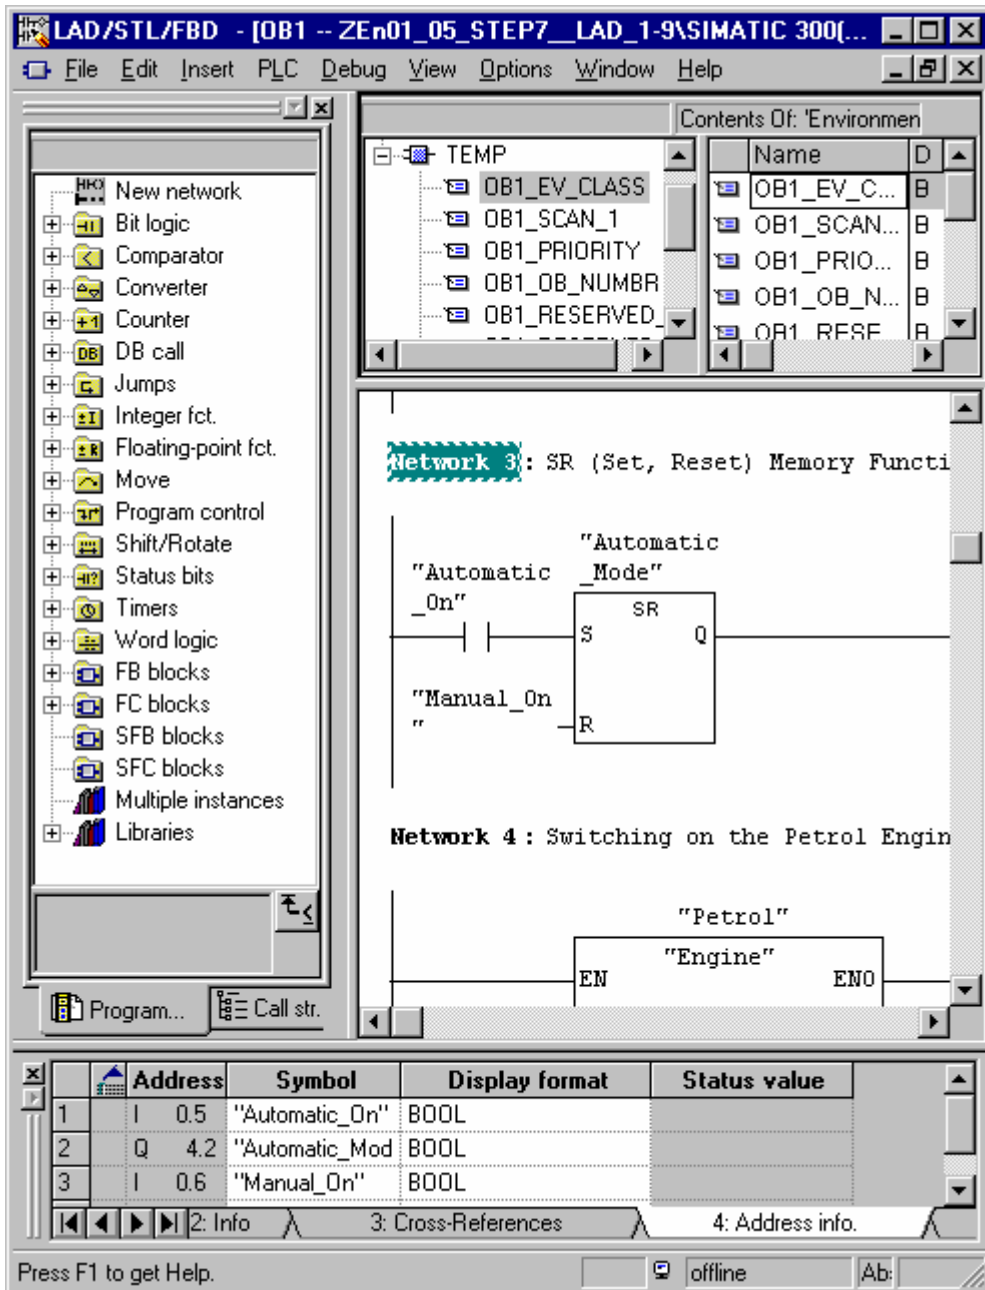 LAD/STL/FBD - [OB1 -- ZEn01_05_STEP7__LAD_1-9\SIMATIC 300(...
File Edit Insert PLC Debug View Options Window Help
New network
Bit logic
Comparator
Converter
Counter
DB call
Jumps
Integer fct.
Floating-point fct.
Move
Program control
Shift/Rotate
Status bits
Timers
Word logic
FB blocks
FC blocks
SFB blocks
SFC blocks
Multiple instances
Libraries
Program...
Call str.
Contents Of: 'Environmen
TEMP
OB1_EV_CLASS
OB1_SCAN_1
OB1_PRIORITY
OB1_OB_NUMBR
OB1_RESERVED_
Name D
OB1_EV_C... B
OB1_SCAN... B
OB1_PRIO... B
OB1_OB_N... B
OB1_RESE B
Network 3: SR (Set, Reset) Memory Functi
"Automatic
_Mode"
"Automatic
_On"
SR
S Q
"Manual_On
"
R
Network 4 : Switching on the Petrol Engin
"Petrol"
"Engine"
EN ENO
Address Symbol Display format Status value
1 I 0.5 "Automatic_On" BOOL
2 Q 4.2 "Automatic_Mod BOOL
3 I 0.6 "Manual_On" BOOL
2: Info 3: Cross-References 4: Address info.
Press F1 to get Help. offline Ab: